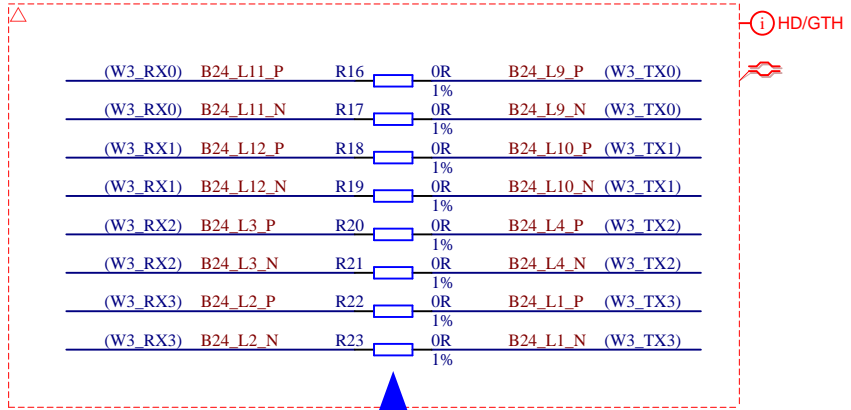 i HD/GTH
(W3_RX0) B24_L11_P R16 0R B24_L9_P (W3_TX0)
1%
(W3_RX0) B24_L11_N R17 0R B24_L9_N (W3_TX0)
1%
(W3_RX1) B24_L12_P R18 0R B24_L10_P (W3_TX1)
1%
(W3_RX1) B24_L12_N R19 0R B24_L10_N (W3_TX1)
1%
(W3_RX2) B24_L3_P R20 0R B24_L4_P (W3_TX2)
1%
(W3_RX2) B24_L3_N R21 0R B24_L4_N (W3_TX2)
1%
(W3_RX3) B24_L2_P R22 0R B24_L1_P (W3_TX3)
1%
(W3_RX3) B24_L2_N R23 0R B24_L1_N (W3_TX3)
1%